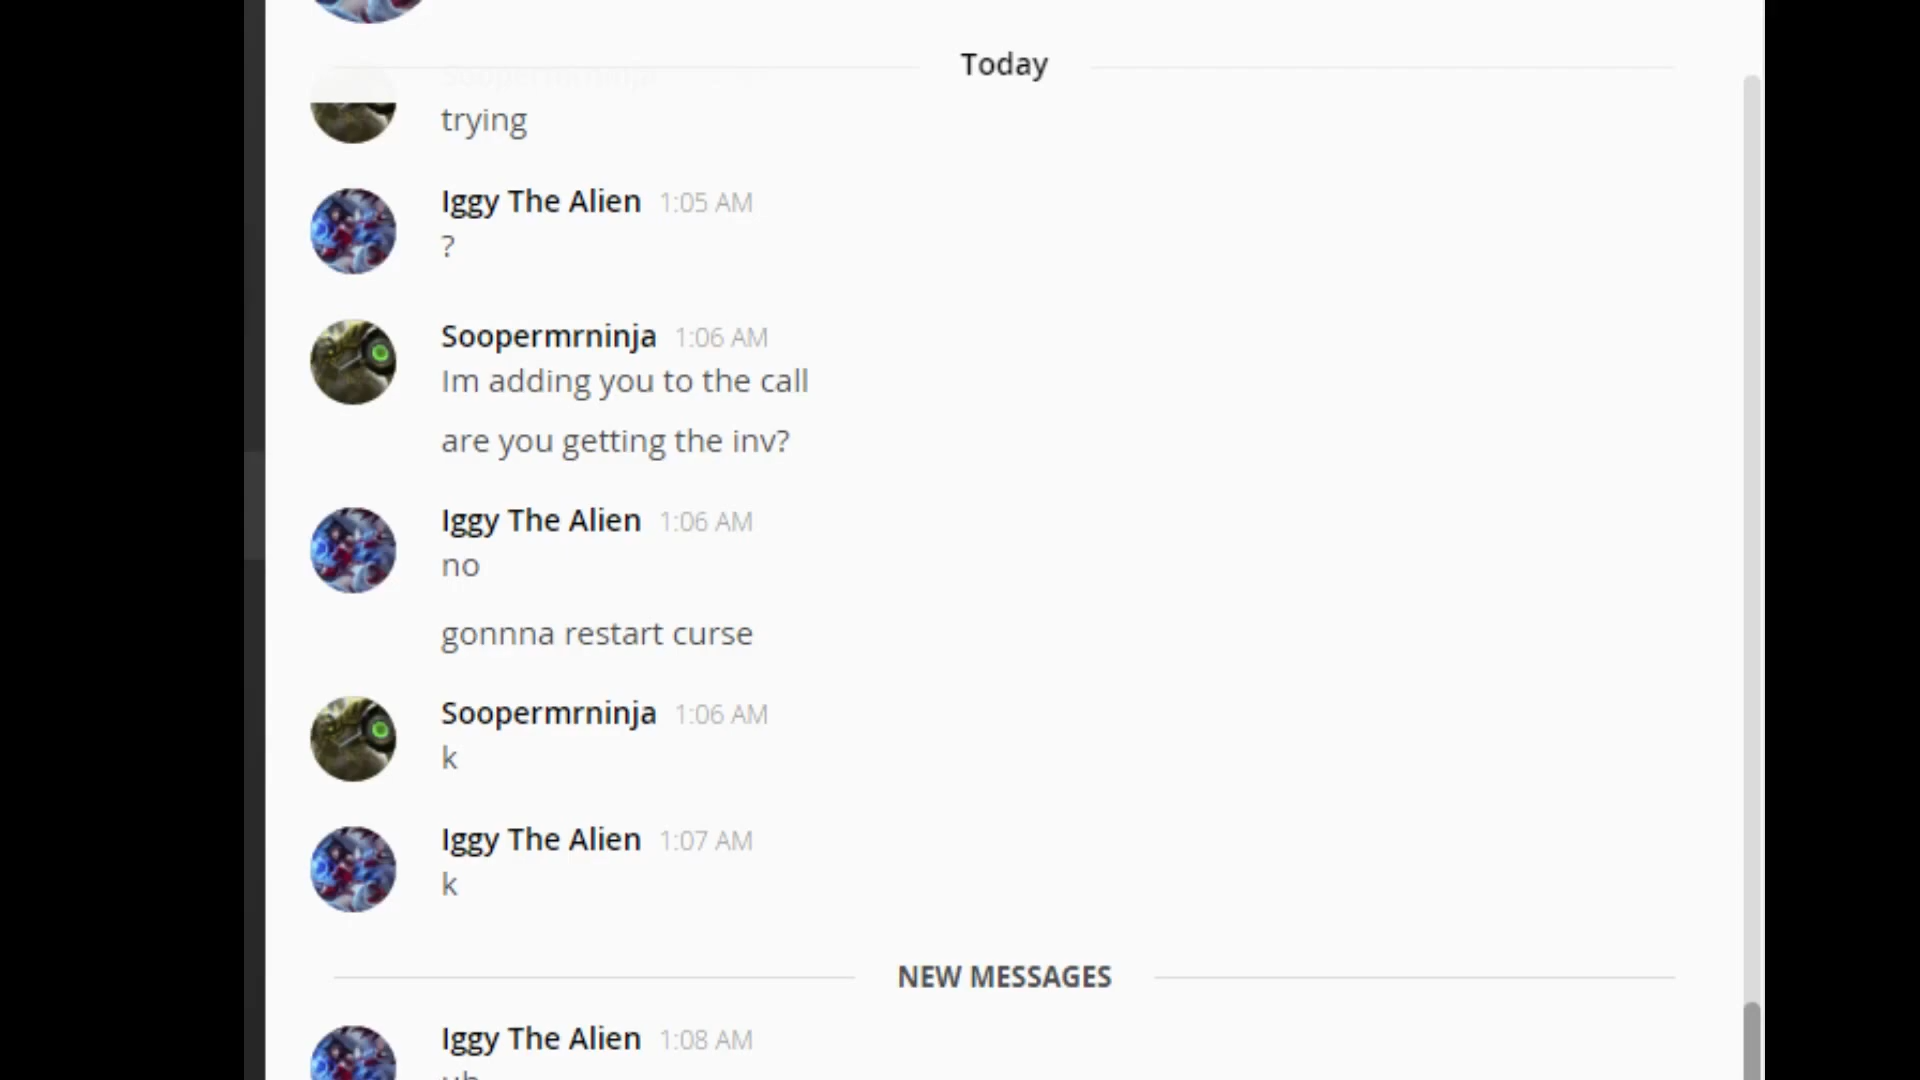 Today
Soopermrninja
trying
Iggy The Alien 1:05 AM
?
Soopermrninja 1:06 AM
Im adding you to the call
are you getting the inv?
Iggy The Alien 1:06 AM
no
gonnna restart curse
Soopermrninja 1:06 AM
k
Iggy The Alien 1:07 AM
k
NEW MESSAGES
Iggy The Alien 1:08 AM